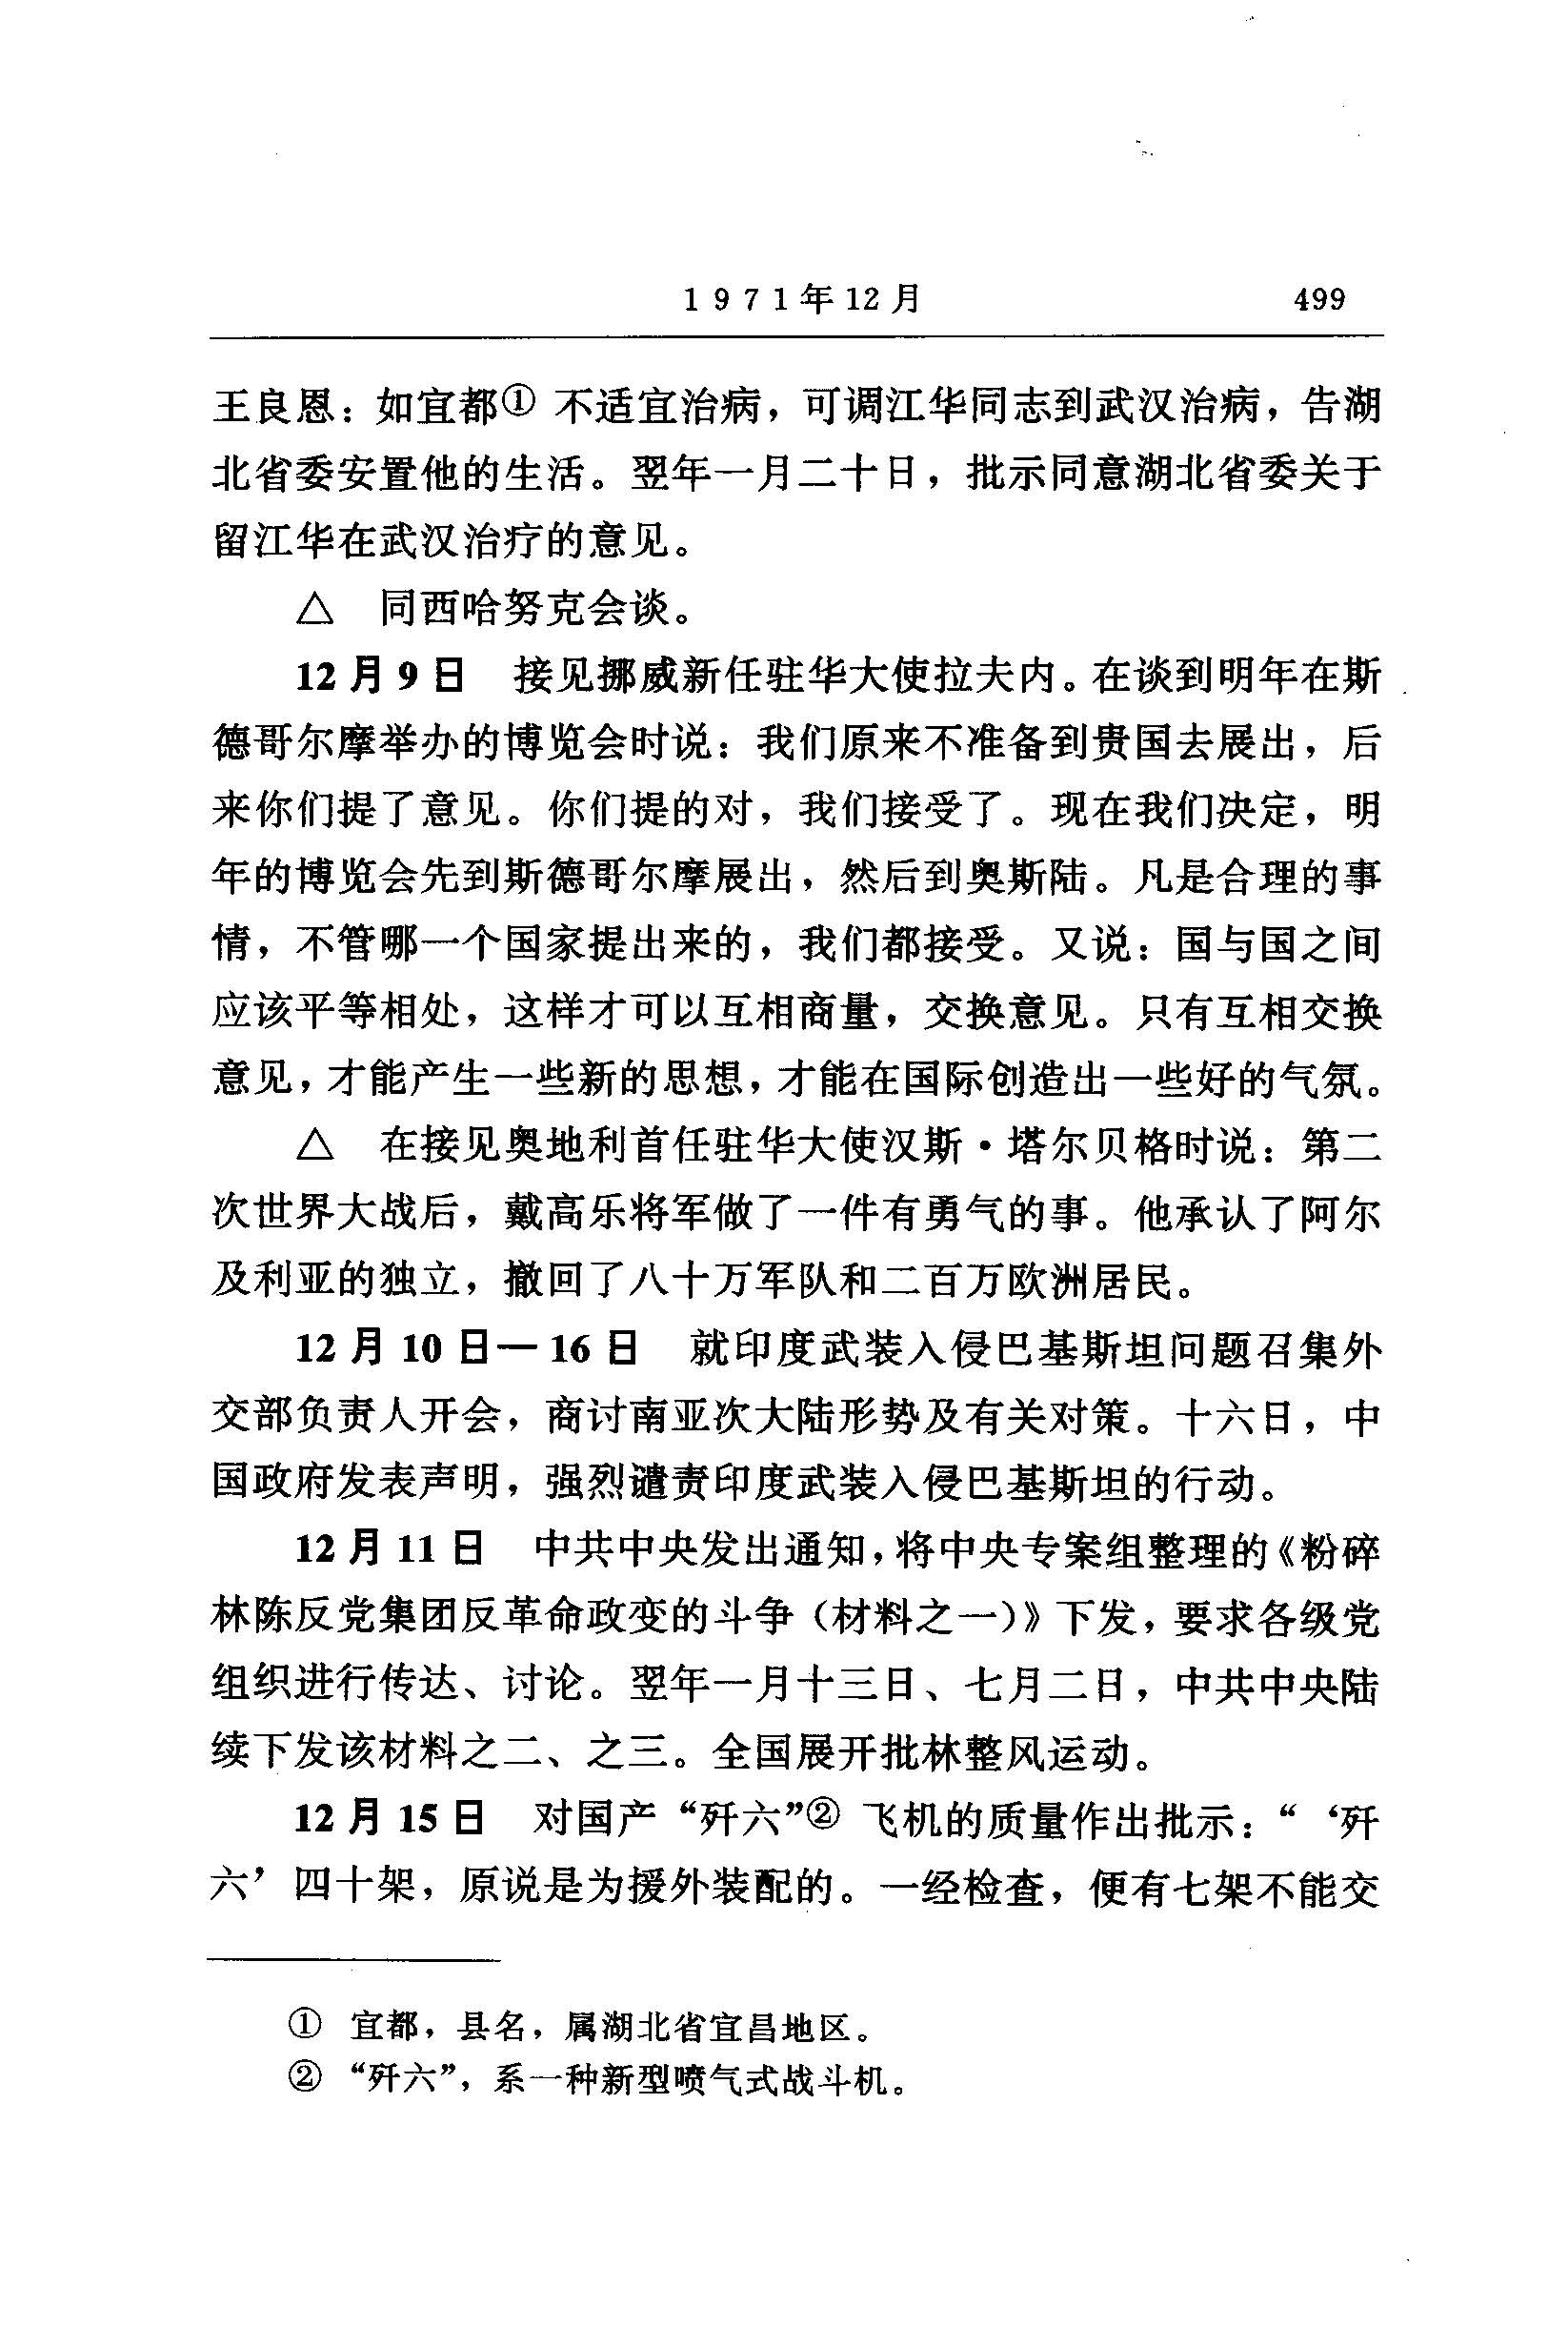 1971年12月 499
王良恩：如宜都① 不适宜治病，可调江华同志到武汉治病，告湖
北省委安置他的生活。翌年一月二十日，批示同意湖北省委关于
留江华在武汉治疗的意见。
△ 同西哈努克会谈。
12月9日 接见挪威新任驻华大使拉夫内。在谈到明年在斯
德哥尔摩举办的博览会时说：我们原来不准备到贵国去展出，后
来你们提了意见。你们提的对，我们接受了。现在我们决定，明
年的博览会先到斯德哥尔摩展出，然后到奥斯陆。凡是合理的事
情，不管哪一个国家提出来的，我们都接受。又说：国与国之间
应该平等相处，这样才可以互相商量，交换意见。只有互相交换
意见，才能产生一些新的思想，才能在国际创造出一些好的气氛。
△ 在接见奥地利首任驻华大使汉斯·塔尔贝格时说：第二
次世界大战后，戴高乐将军做了一件有勇气的事。他承认了阿尔
及利亚的独立，撤回了八十万军队和二百万欧洲居民。
12月10日—16日 就印度武装入侵巴基斯坦问题召集外
交部负责人开会，商讨南亚次大陆形势及有关对策。十六日，中
国政府发表声明，强烈谴责印度武装入侵巴基斯坦的行动。
12月11日 中共中央发出通知，将中央专案组整理的《粉碎
林陈反党集团反革命政变的斗争（材料之一）》下发，要求各级党
组织进行传达、讨论。翌年一月十三日、七月二日，中共中央陆
续下发该材料之二、之三。全国展开批林整风运动。
12月15日 对国产“歼六”② 飞机的质量作出批示：“‘歼
六’四十架，原说是为援外装配的。一经检查，便有七架不能交
① 宜都，县名，属湖北省宜昌地区。
② “歼六”，系一种新型喷气式战斗机。